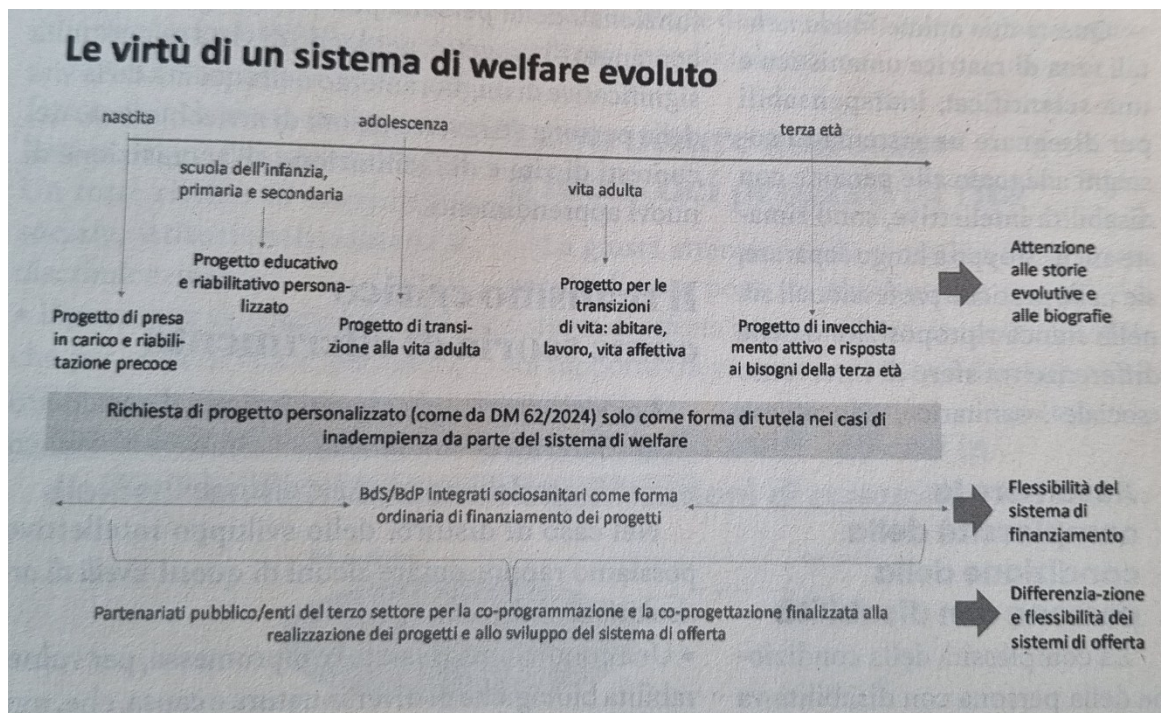 Le virtù di un sistema di welfare evoluto
nascita
adolescenza
terza età
scuola dell'infanzia,
primaria e secondaria
vita adulta
Progetto educativo
e riabilitativo persona-
lizzato
Progetto di presa
in carico e riabili-
tazione precoce
Progetto di transi-
zione alla vita adulta
Progetto per le
transizioni
di vita: abitare,
lavoro, vita affettiva
Progetto di invecchia-
mento attivo e risposta
ai bisogni della terza età
Attenzione
alle storie
evolutive e
alle biografie
Richiesta di progetto personalizzato (come da DM 62/2024) solo come forma di tutela nei casi di
inadempienza da parte del sistema di welfare
BdS/BdP integrati sociosanitari come forma
ordinaria di finanziamento dei progetti
Flessibilità del
sistema di
finanziamento
Partenariati pubblico/enti del terzo settore per la co-programmazione e la co-progettazione finalizzata alla
realizzazione dei progetti e allo sviluppo del sistema di offerta
Differenzia-zione
e flessibilità dei
sistemi di offerta